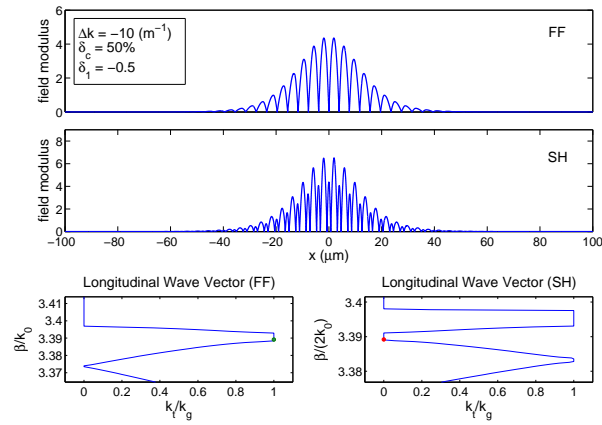 Δk = −10 (m⁻¹)
δc = 50%
δ1 = −0.5
FF
field modulus
6
4
2
0
SH
field modulus
8
6
4
2
0
−100 −80 −60 −40 −20 0 20 40 60 80 100
x (μm)
Longitudinal Wave Vector (FF)
β/k0
3.41
3.4
3.39
3.38
3.37
0 0.2 0.4 0.6 0.8 1
kt/kg
Longitudinal Wave Vector (SH)
β/(2k0)
3.4
3.39
3.38
0 0.2 0.4 0.6 0.8 1
kt/kg